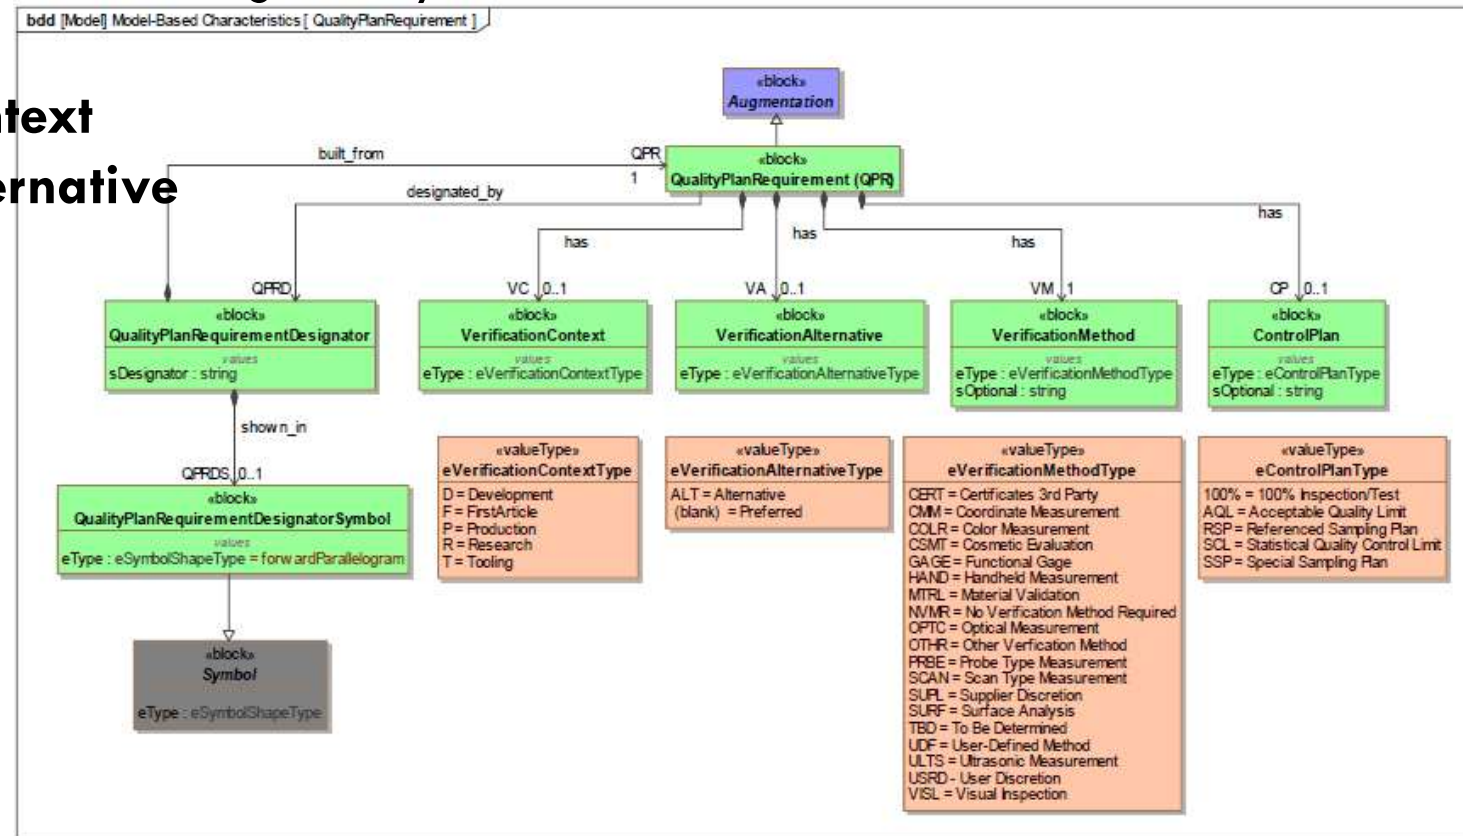 bdd [Model] Model-Based Characteristics [ QualityPlanRequirement ]
ntext
ernative
«block»
Augmentation
built_from
QPR
1
«block»
QualityPlanRequirement (QPR)
designated_by
has
has
has
has
QPRD
VC 0..1
VA 0..1
VM 1
CP 0..1
«block»
QualityPlanRequirementDesignator
values
sDesignator : string
«block»
VerificationContext
values
eType : eVerificationContextType
«block»
VerificationAlternative
values
eType : eVerificationAlternativeType
«block»
VerificationMethod
values
eType : eVerificationMethodType
sOptional : string
«block»
ControlPlan
values
eType : eControlPlanType
sOptional : string
shown_in
QPRDS 0..1
«block»
QualityPlanRequirementDesignatorSymbol
values
eType : eSymbolShapeType = forwardParallelogram
«valueType»
eVerificationContextType
D = Development
F = FirstArticle
P = Production
R = Research
T = Tooling
«valueType»
eVerificationAlternativeType
ALT = Alternative
(blank) = Preferred
«valueType»
eVerificationMethodType
CERT = Certificates 3rd Party
CMM = Coordinate Measurement
COLR = Color Measurement
CSMT = Cosmetic Evaluation
GAGE = Functional Gage
HAND = Handheld Measurement
MTRL = Material Validation
NVMR = No Verification Method Required
OPTC = Optical Measurement
OTHR = Other Verfication Method
PRBE = Probe Type Measurement
SCAN = Scan Type Measurement
SUPL = Supplier Discretion
SURF = Surface Analysis
TBD = To Be Determined
UDF = User-Defined Method
ULTS = Ultrasonic Measurement
USRD - User Discretion
VISL = Visual Inspection
«valueType»
eControlPlanType
100% = 100% Inspection/Test
AQL = Acceptable Quality Limit
RSP = Referenced Sampling Plan
SCL = Statistical Quality Control Limit
SSP = Special Sampling Plan
«block»
Symbol
eType : eSymbolShapeType